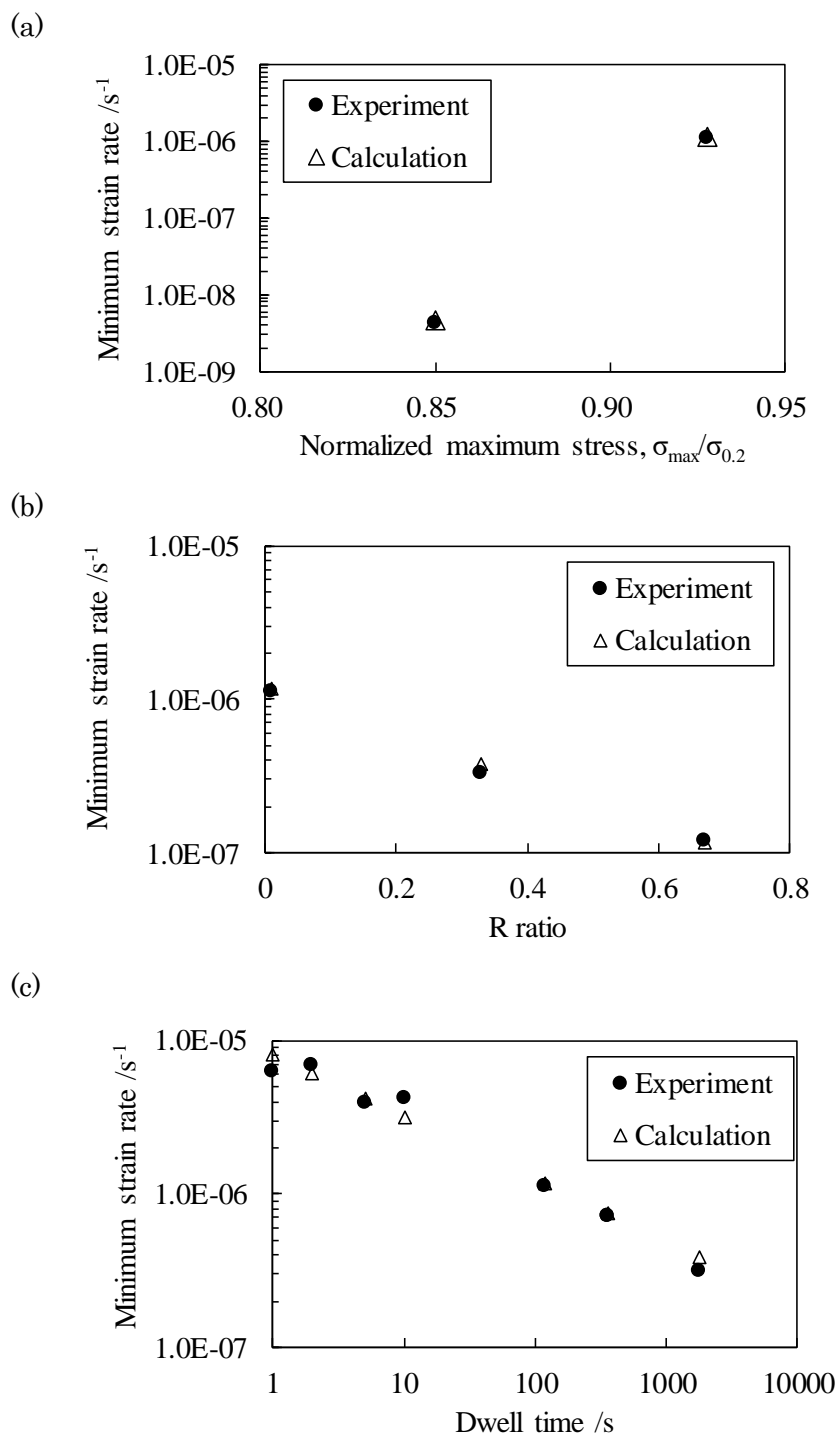 (a)
1.0E-05
1.0E-06
1.0E-07
1.0E-08
1.0E-09
Minimum strain rate /s⁻¹
Experiment
Calculation
0.80 0.85 0.90 0.95
Normalized maximum stress, σmax/σ0.2
(b)
1.0E-05
1.0E-06
1.0E-07
Minimum strain rate /s⁻¹
Experiment
Calculation
0 0.2 0.4 0.6 0.8
R ratio
(c)
1.0E-05
1.0E-06
1.0E-07
Minimum strain rate /s⁻¹
Experiment
Calculation
1 10 100 1000 10000
Dwell time /s